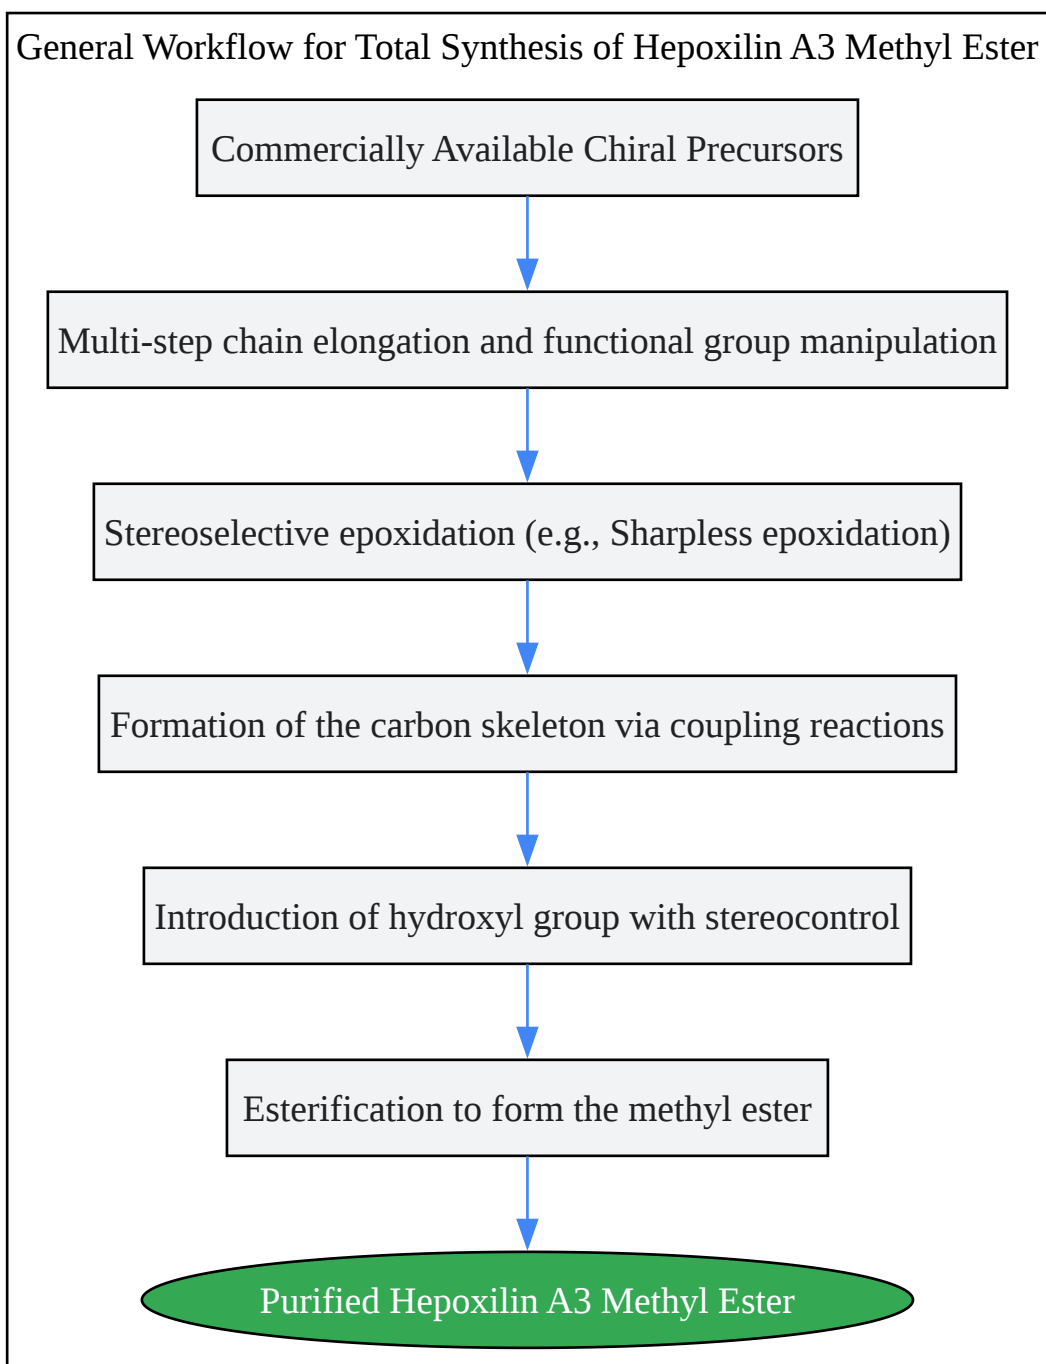 General Workflow for Total Synthesis of Hepoxilin A3 Methyl Ester
Commercially Available Chiral Precursors
Multi-step chain elongation and functional group manipulation
Stereoselective epoxidation (e.g., Sharpless epoxidation)
Formation of the carbon skeleton via coupling reactions
Introduction of hydroxyl group with stereocontrol
Esterification to form the methyl ester
Purified Hepoxilin A3 Methyl Ester